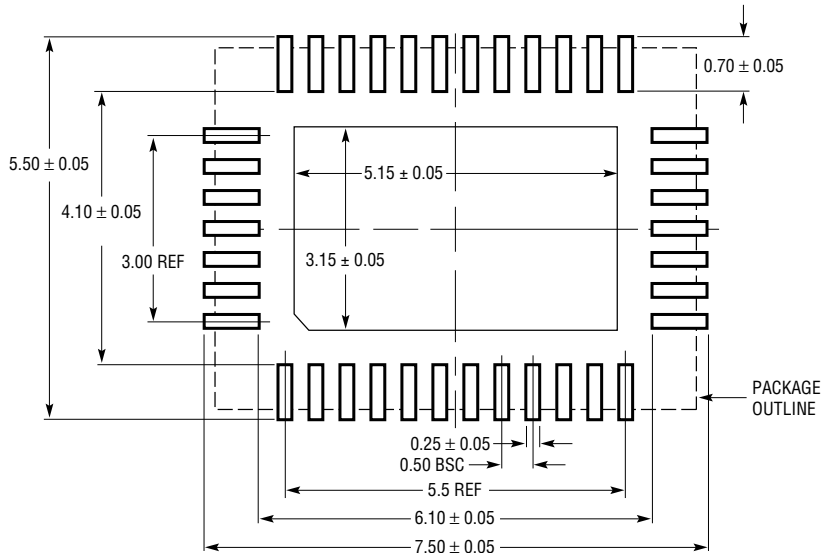 0.70 ± 0.05
5.50 ± 0.05
5.15 ± 0.05
4.10 ± 0.05
3.00 REF
3.15 ± 0.05
PACKAGE
OUTLINE
0.25 ± 0.05
0.50 BSC
5.5 REF
6.10 ± 0.05
7.50 ± 0.05